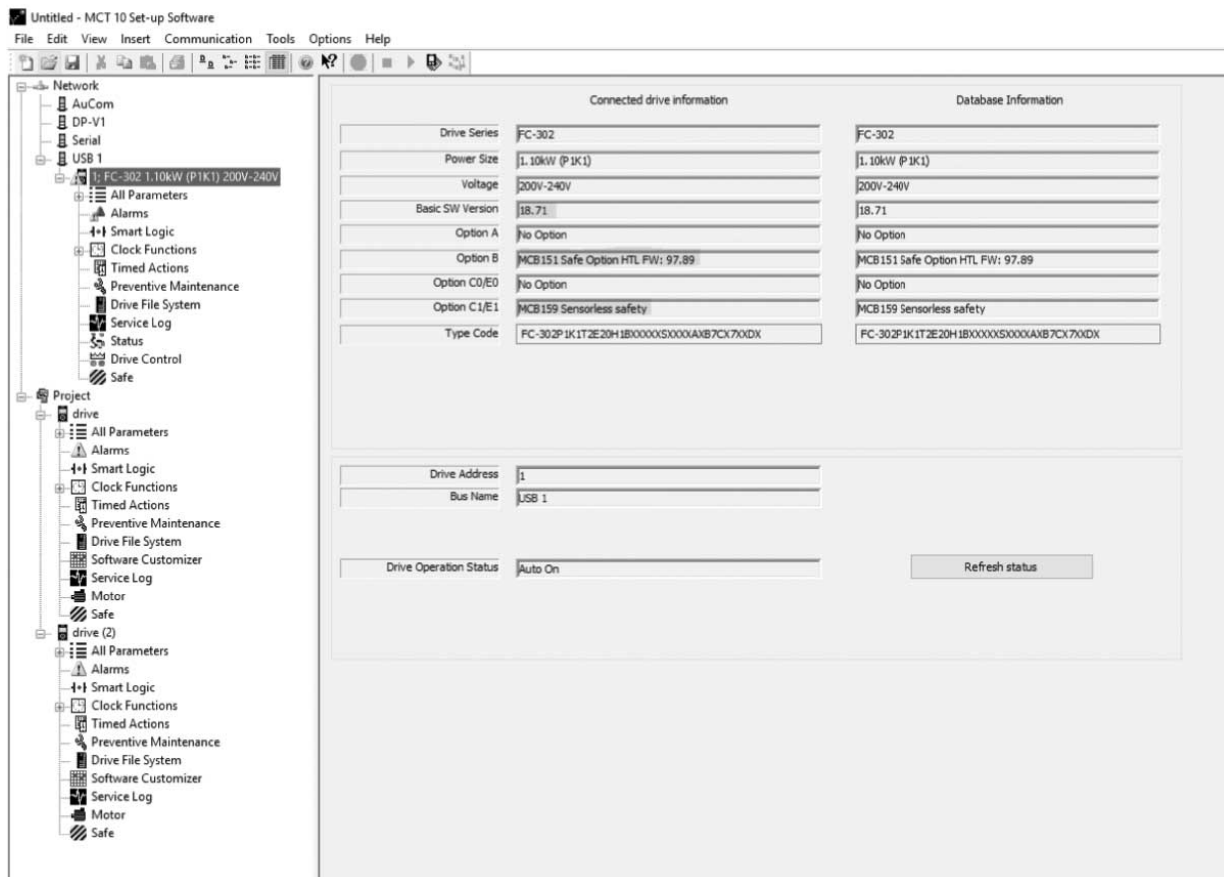 Untitled - MCT 10 Set-up Software
File Edit View Insert Communication Tools Options Help
Network
AuCom
DP-V1
Serial
USB 1
1; FC-302 1.10kW (P1K1) 200V-240V
All Parameters
Alarms
Smart Logic
Clock Functions
Timed Actions
Preventive Maintenance
Drive File System
Service Log
Status
Drive Control
Safe
Project
drive
All Parameters
Alarms
Smart Logic
Clock Functions
Timed Actions
Preventive Maintenance
Drive File System
Software Customizer
Service Log
Motor
Safe
drive (2)
All Parameters
Alarms
Smart Logic
Clock Functions
Timed Actions
Preventive Maintenance
Drive File System
Software Customizer
Service Log
Motor
Safe
Connected drive information Database Information
Drive Series FC-302 FC-302
Power Size 1.10kW (P1K1) 1.10kW (P1K1)
Voltage 200V-240V 200V-240V
Basic SW Version 18.71 18.71
Option A No Option No Option
Option B MCB151 Safe Option HTL FW: 97.89 MCB151 Safe Option HTL FW: 97.89
Option C0/E0 No Option No Option
Option C1/E1 MCB159 Sensorless safety MCB159 Sensorless safety
Type Code FC-302P1K1T2E20H1BXXXXXSXXXXAXB7CX7XXDX FC-302P1K1T2E20H1BXXXXXSXXXXAXB7CX7XXDX
Drive Address 1
Bus Name USB 1
Drive Operation Status Auto On Refresh status